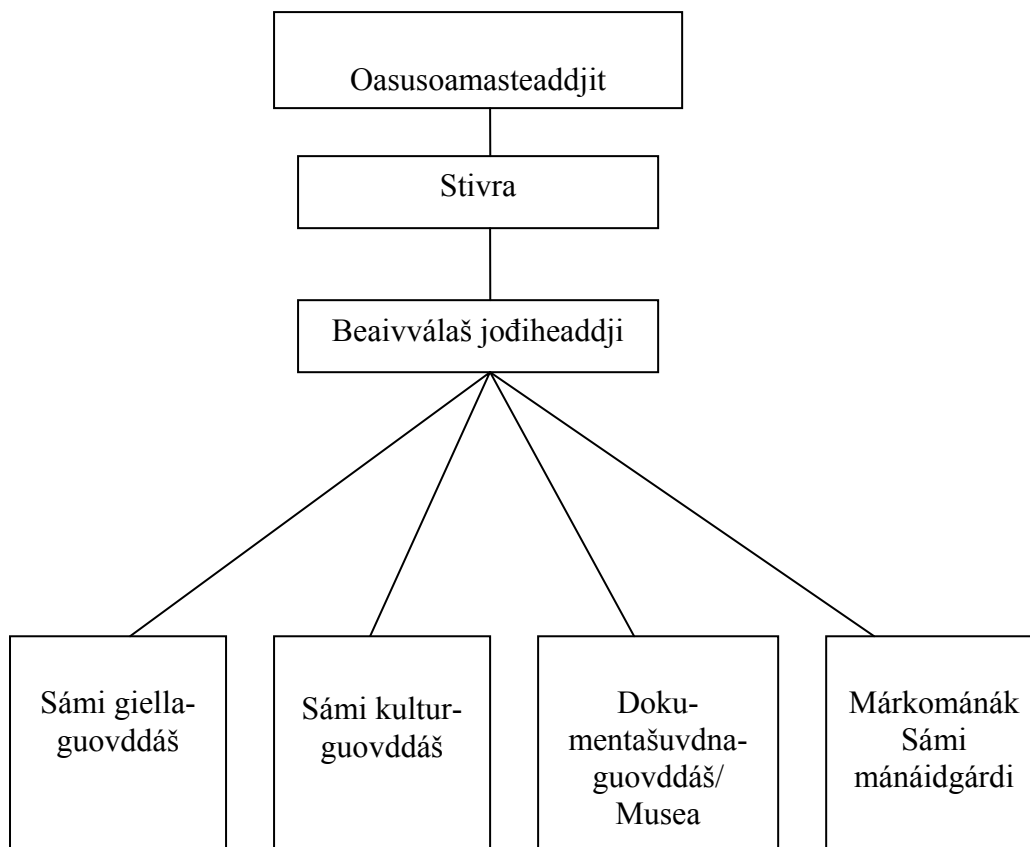 Oasusoamasteaddjit
Stivra
Beaivválaš jođiheaddji
Sámi giella-
guovddáš
Sámi kultur-
guovddáš
Doku-
mentašuvdna-
guovddáš/
Musea
Márkománák
Sámi
mánáidgárdi